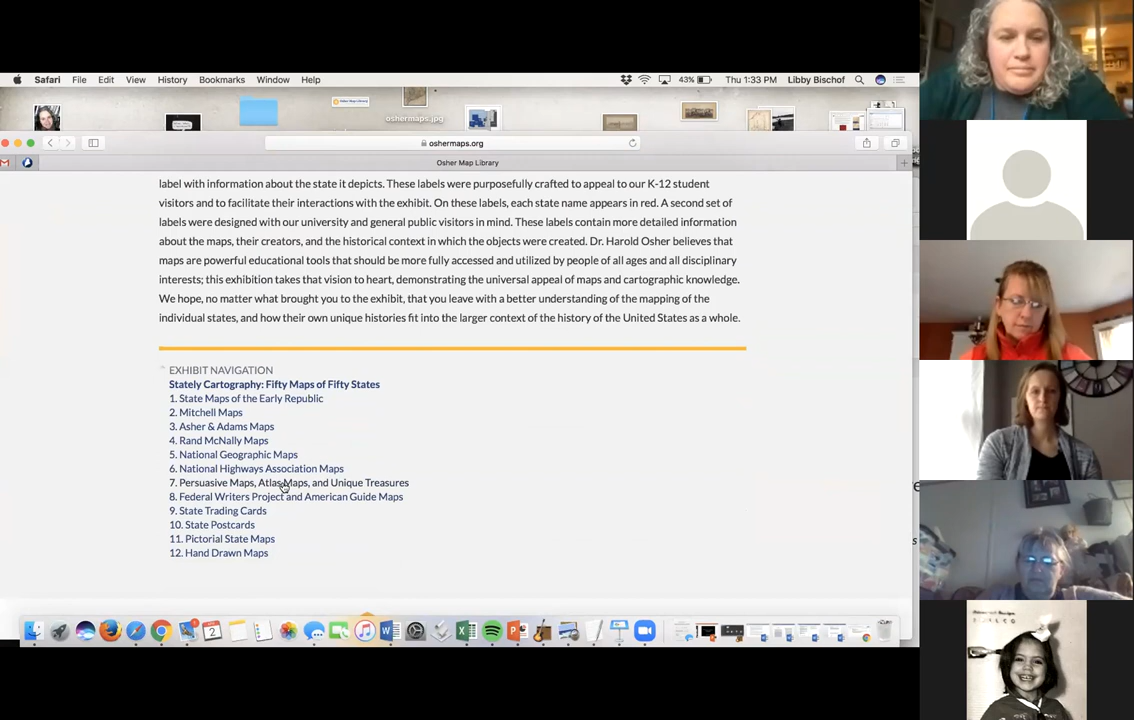 Safari File Edit View History Bookmarks Window Help 43% Thu 1:33 PM Libby Bischof
oshermaps.jpg
oshermaps.org
Osher Map Library
label with information about the state it depicts. These labels were purposefully crafted to appeal to our K-12 student
visitors and to facilitate their interactions with the exhibit. On these labels, each state name appears in red. A second set of
labels were designed with our university and general public visitors in mind. These labels contain more detailed information
about the maps, their creators, and the historical context in which the objects were created. Dr. Harold Osher believes that
maps are powerful educational tools that should be more fully accessed and utilized by people of all ages and all disciplinary
interests; this exhibition takes that vision to heart, demonstrating the universal appeal of maps and cartographic knowledge.
We hope, no matter what brought you to the exhibit, that you leave with a better understanding of the mapping of the
individual states, and how their own unique histories fit into the larger context of the history of the United States as a whole.
EXHIBIT NAVIGATION
Stately Cartography: Fifty Maps of Fifty States
1. State Maps of the Early Republic
2. Mitchell Maps
3. Asher & Adams Maps
4. Rand McNally Maps
5. National Geographic Maps
6. National Highways Association Maps
7. Persuasive Maps, Atlas Maps, and Unique Treasures
8. Federal Writers Project and American Guide Maps
9. State Trading Cards
10. State Postcards
11. Pictorial State Maps
12. Hand Drawn Maps
2